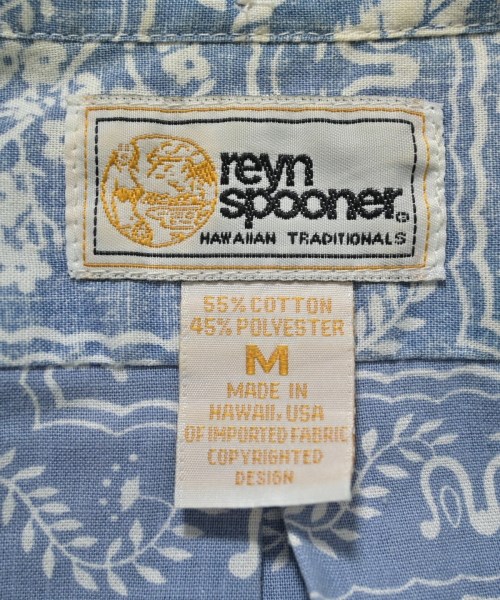 reyn
spooner®
HAWAIIAN TRADITIONALS
55% COTTON
45% POLYESTER
M
MADE IN
HAWAII, USA
OF IMPORTED FABRIC
COPYRIGHTED
DESIGN